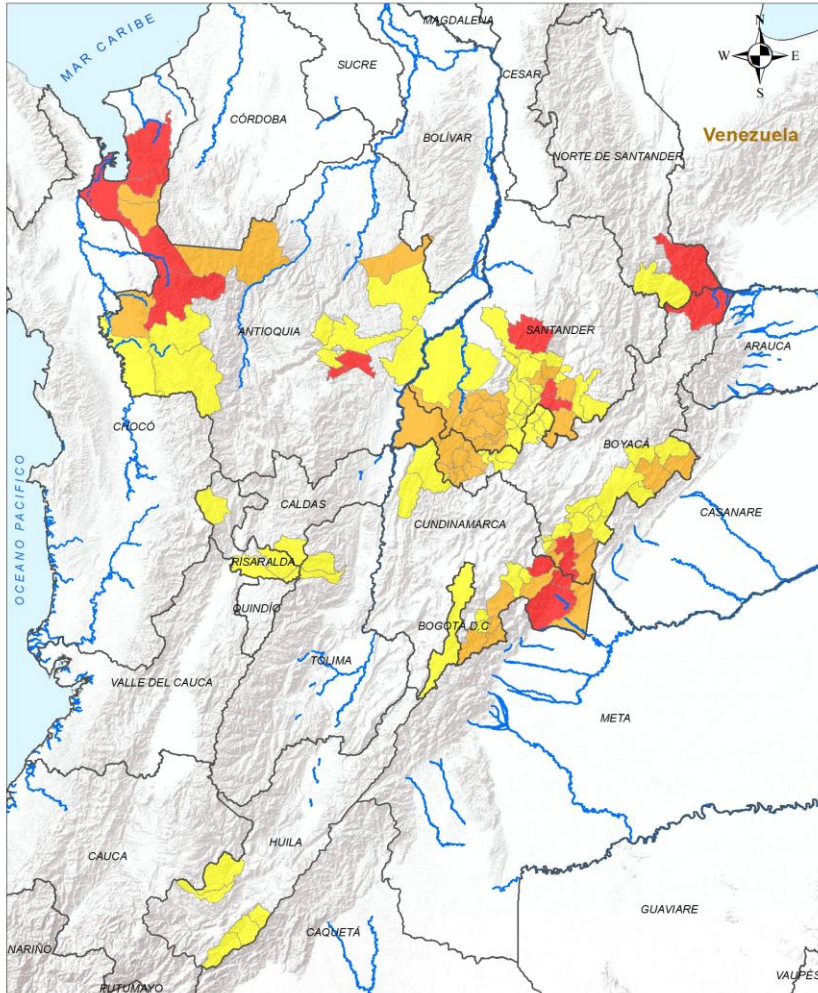 MAGDALENA
MAR CARIBE
SUCRE
CESAR
N
W E
S
CÓRDOBA
BOLÍVAR
Venezuela
NORTE DE SANTANDER
ANTIOQUIA
SANTANDER
ARAUCA
CHOCÓ
BOYACÁ
OCEANO PACIFICO
CALDAS
CUNDINAMARCA
CASANARE
RISARALDA
QUINDÍO
BOGOTÁ D.C
TOLIMA
VALLE DEL CAUCA
META
HUILA
CAUCA
GUAVIARE
CAQUETÁ
NARIÑO
PUTUMAYO
VAUPÉS